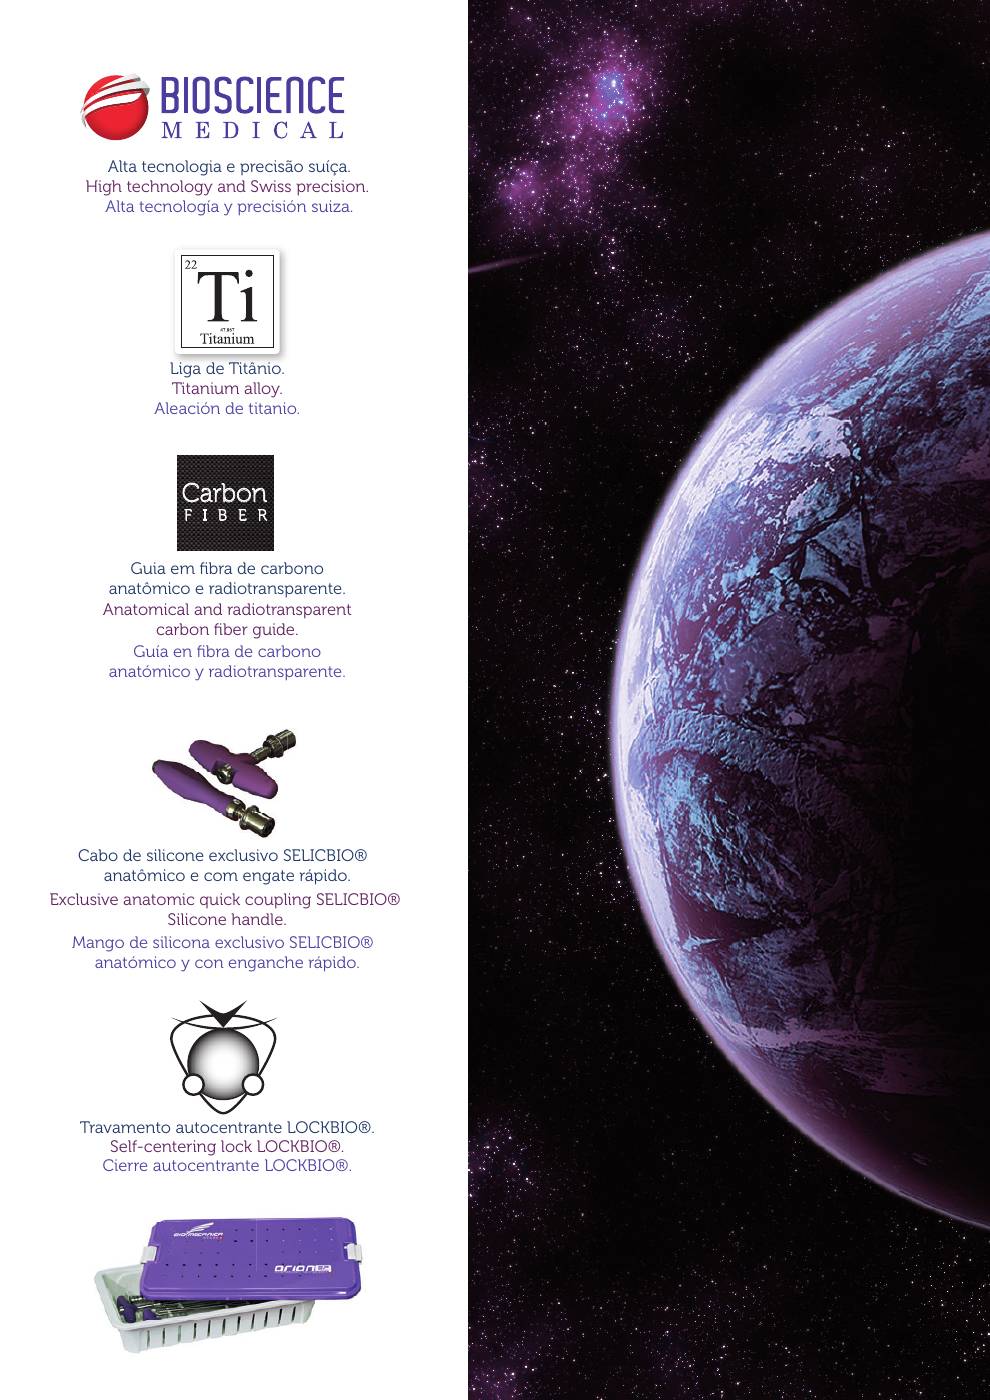 BIOSCIENCE
MEDICAL
Alta tecnologia e precisão suíça.
High technology and Swiss precision.
Alta tecnología y precisión suiza.
22
Ti
47,867
Titanium
Liga de Titânio.
Titanium alloy.
Aleación de titanio.
Carbon
FIBER
Guia em fibra de carbono
anatômico e radiotransparente.
Anatomical and radiotransparent
carbon fiber guide.
Guía en fibra de carbono
anatómico y radiotransparente.
Cabo de silicone exclusivo SELICBIO®
anatômico e com engate rápido.
Exclusive anatomic quick coupling SELICBIO®
Silicone handle.
Mango de silicona exclusivo SELICBIO®
anatómico y con enganche rápido.
Travamento autocentrante LOCKBIO®.
Self-centering lock LOCKBIO®.
Cierre autocentrante LOCKBIO®.
BIOMECANICA
orion